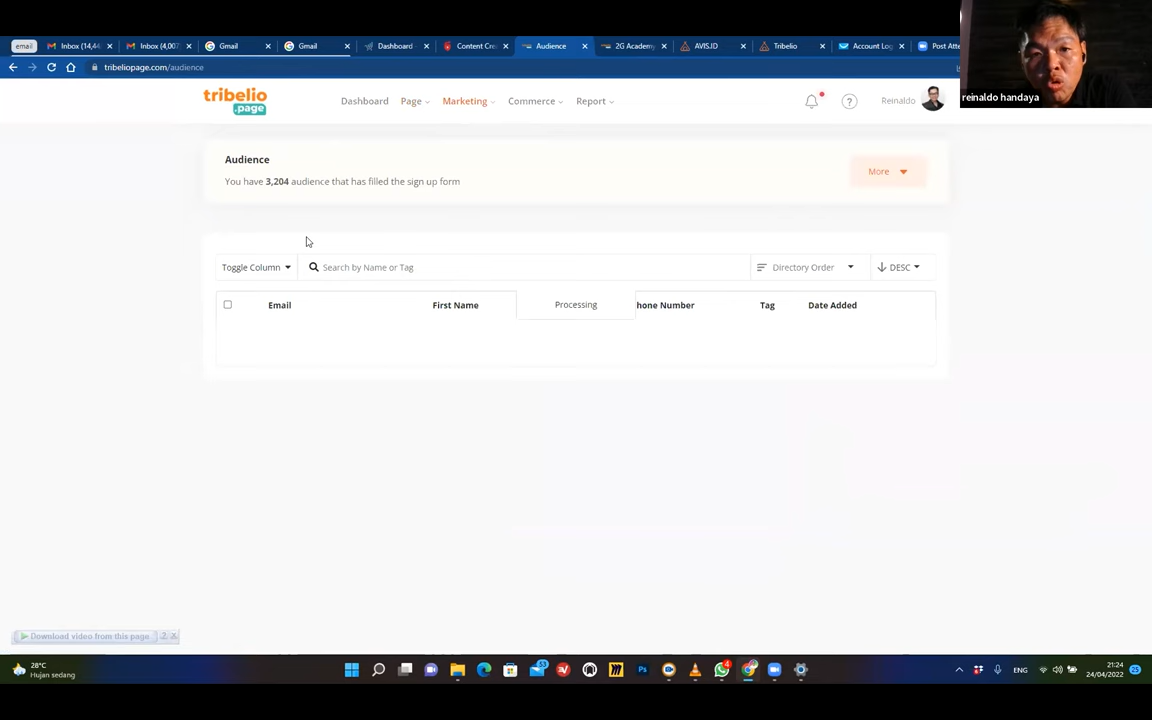 email
Inbox (14,44
Inbox (4,007
Gmail
Gmail
Dashboard
Content Cre
Audience
2G Academy
AVIS.ID
Tribelio
Account Log
Post Atte
tribeliopage.com/audience
reinaldo handaya
tribelio
.page
Dashboard
Page
Marketing
Commerce
Report
?
Reinaldo
Audience
You have 3,204 audience that has filled the sign up form
More
Toggle Column
Search by Name or Tag
Directory Order
DESC
Email
First Name
Processing
hone Number
Tag
Date Added
Download video from this page
28°C
Hujan sedang
ENG
21:24
24/04/2022